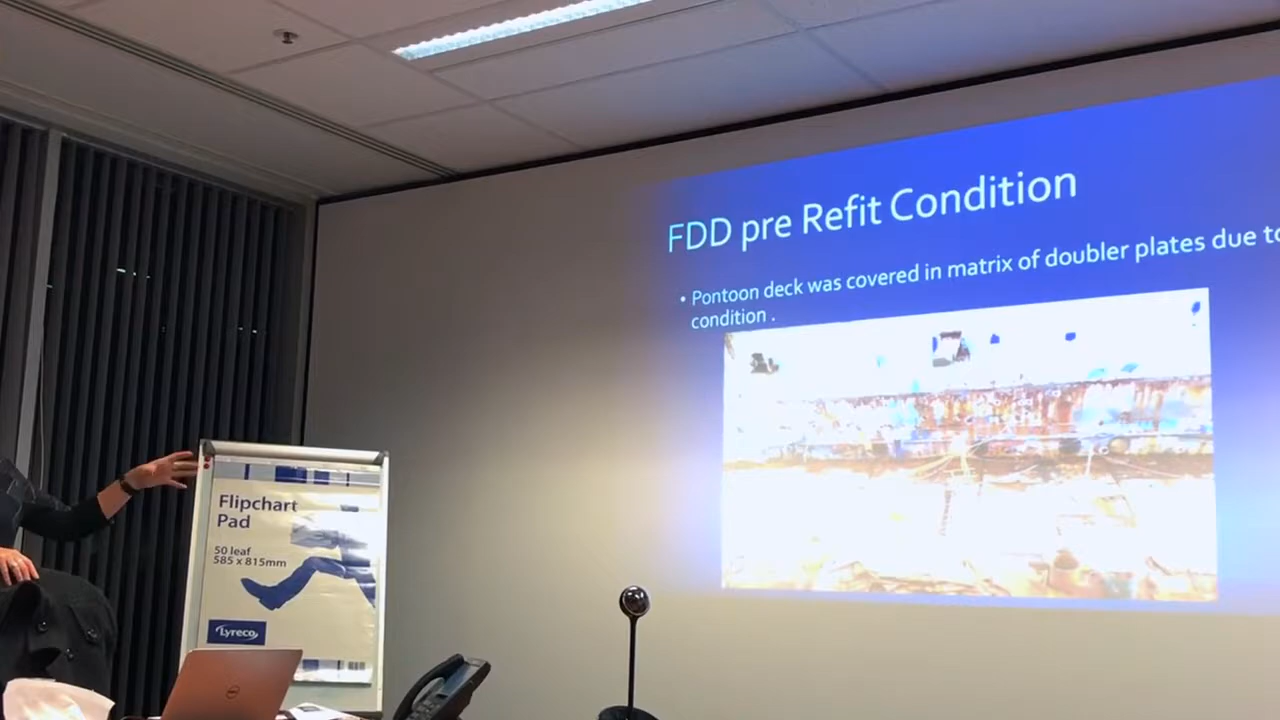 FDD pre Refit Condition
• Pontoon deck was covered in matrix of doubler plates due to
condition .
Flipchart
Pad
50 leaf
585 x 815mm
Lyreco
DELL